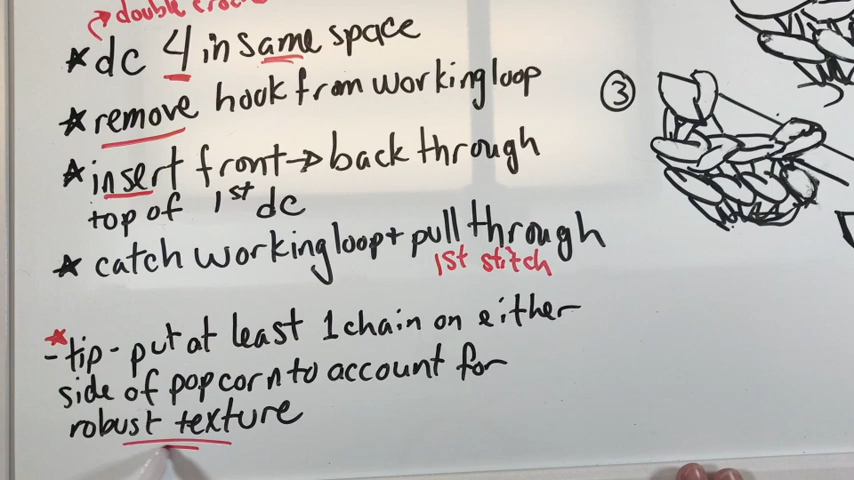 double
* dc 4 in same space
* remove hook from working loop
* insert front → back through
top of 1st dc
* catch working loop + pull through
1st stitch
* - tip - put at least 1 chain on either
side of popcorn to account for
robust texture
3